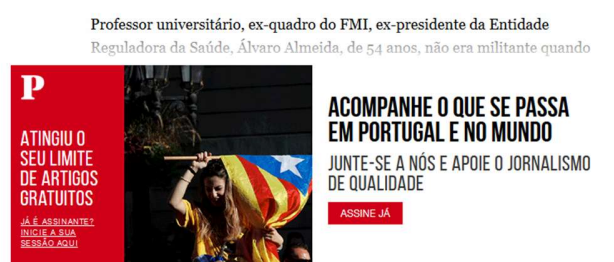 Professor universitário, ex-quadro do FMI, ex-presidente da Entidade
Reguladora da Saúde, Álvaro Almeida, de 54 anos, não era militante quando
P
ATINGIU O
SEU LIMITE
DE ARTIGOS
GRATUITOS
JÁ É ASSINANTE?
INICIE A SUA
SESSÃO AQUI
ACOMPANHE O QUE SE PASSA
EM PORTUGAL E NO MUNDO
JUNTE-SE A NÓS E APOIE O JORNALISMO
DE QUALIDADE
ASSINE JÁ